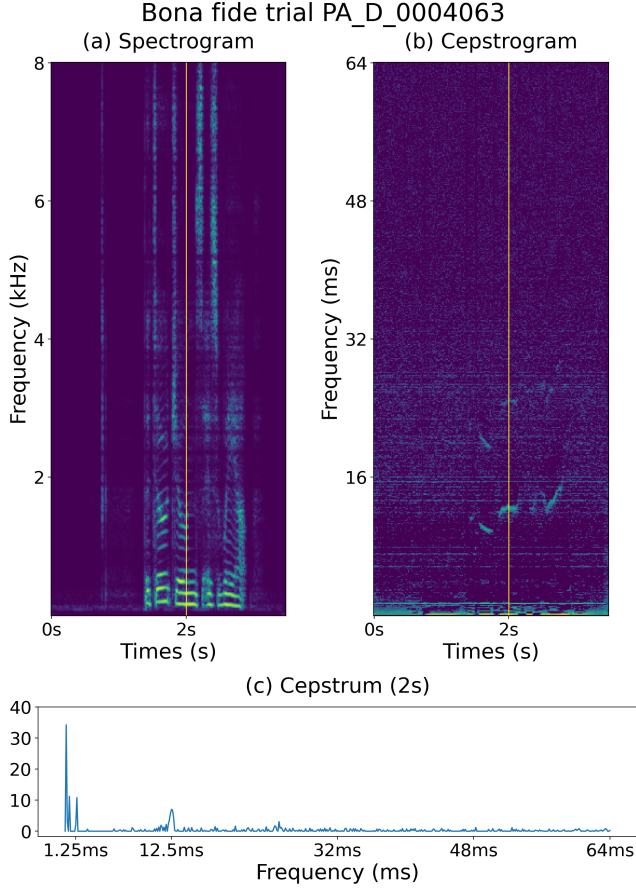 Bona fide trial PA_D_0004063
(a) Spectrogram
(b) Cepstrogram
8
6
4
2
Frequency (kHz)
0s
2s
Times (s)
64
48
32
16
Frequency (ms)
0s
2s
Times (s)
(c) Cepstrum (2s)
40
30
20
10
0
1.25ms
12.5ms
32ms
48ms
64ms
Frequency (ms)